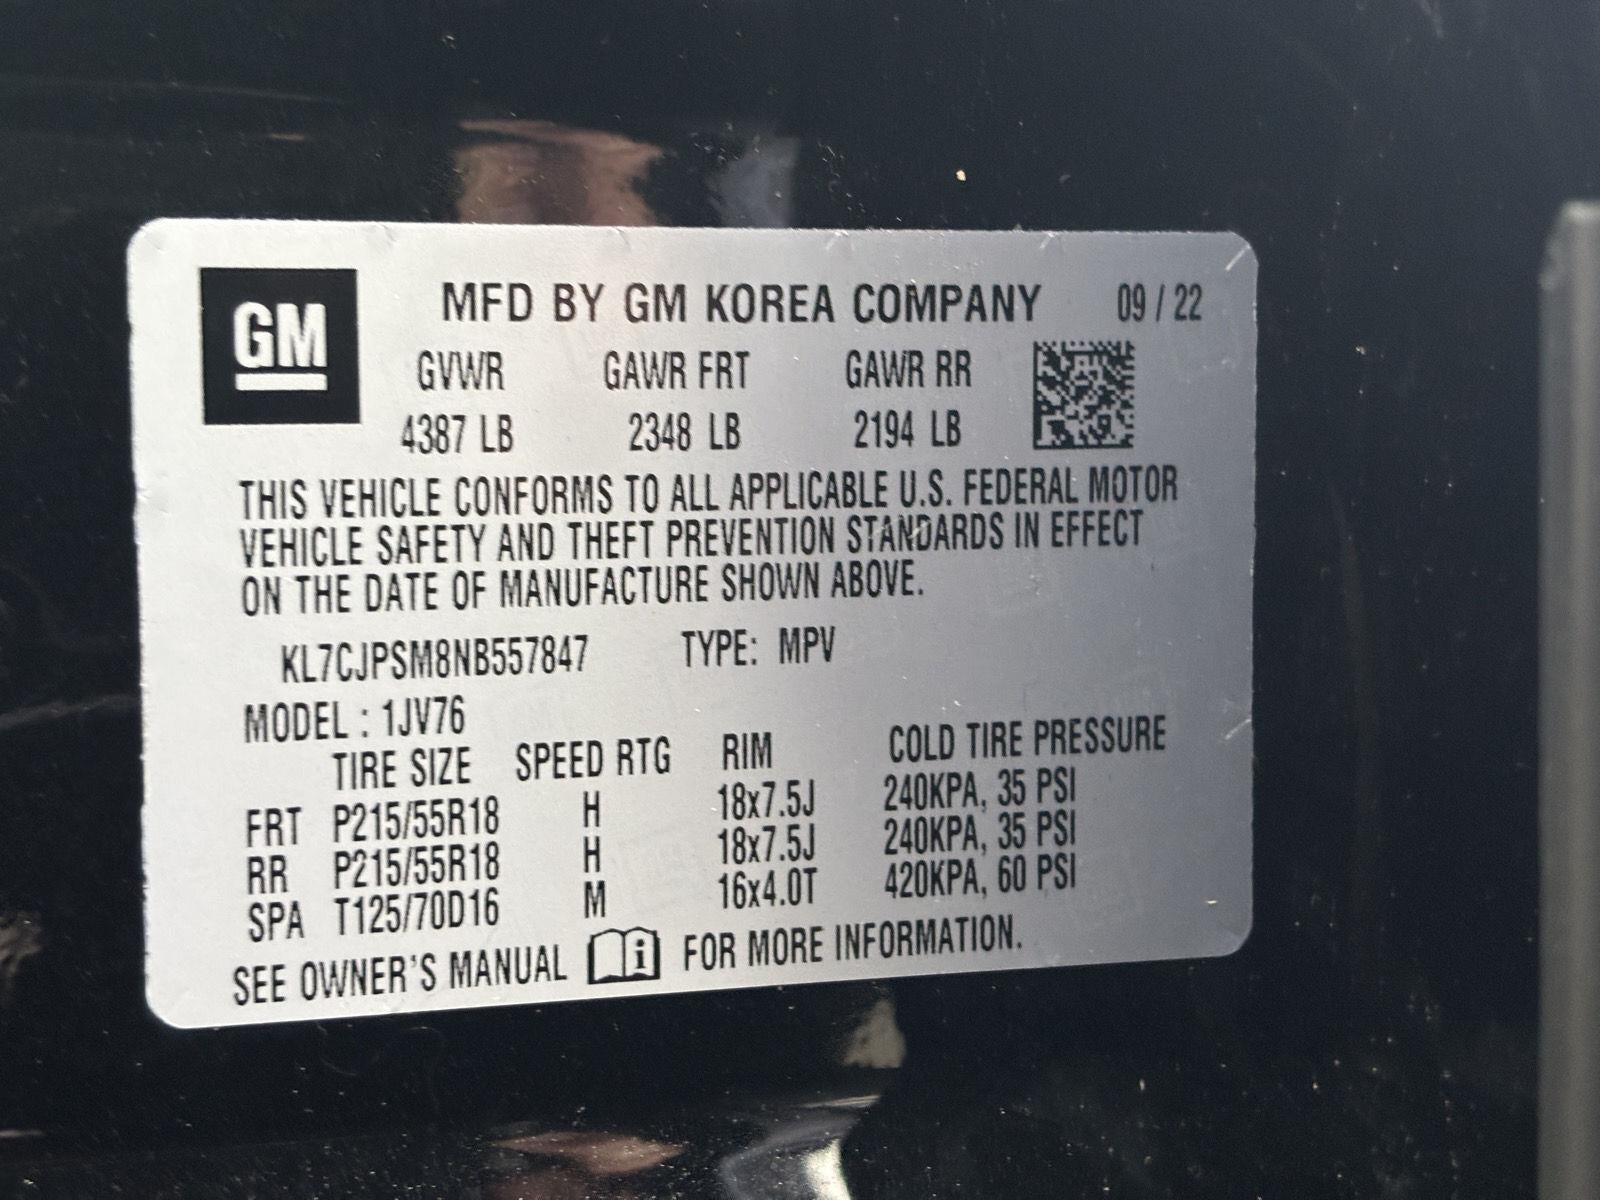 GM
MFD BY GM KOREA COMPANY 09 / 22
GVWR GAWR FRT GAWR RR
4387 LB 2348 LB 2194 LB
THIS VEHICLE CONFORMS TO ALL APPLICABLE U.S. FEDERAL MOTOR
VEHICLE SAFETY AND THEFT PREVENTION STANDARDS IN EFFECT
ON THE DATE OF MANUFACTURE SHOWN ABOVE.
KL7CJPSM8NB557847 TYPE: MPV
MODEL : 1JV76
TIRE SIZE SPEED RTG RIM COLD TIRE PRESSURE
FRT P215/55R18 H 18x7.5J 240KPA, 35 PSI
RR P215/55R18 H 18x7.5J 240KPA, 35 PSI
SPA T125/70D16 M 16x4.0T 420KPA, 60 PSI
SEE OWNER'S MANUAL i FOR MORE INFORMATION.